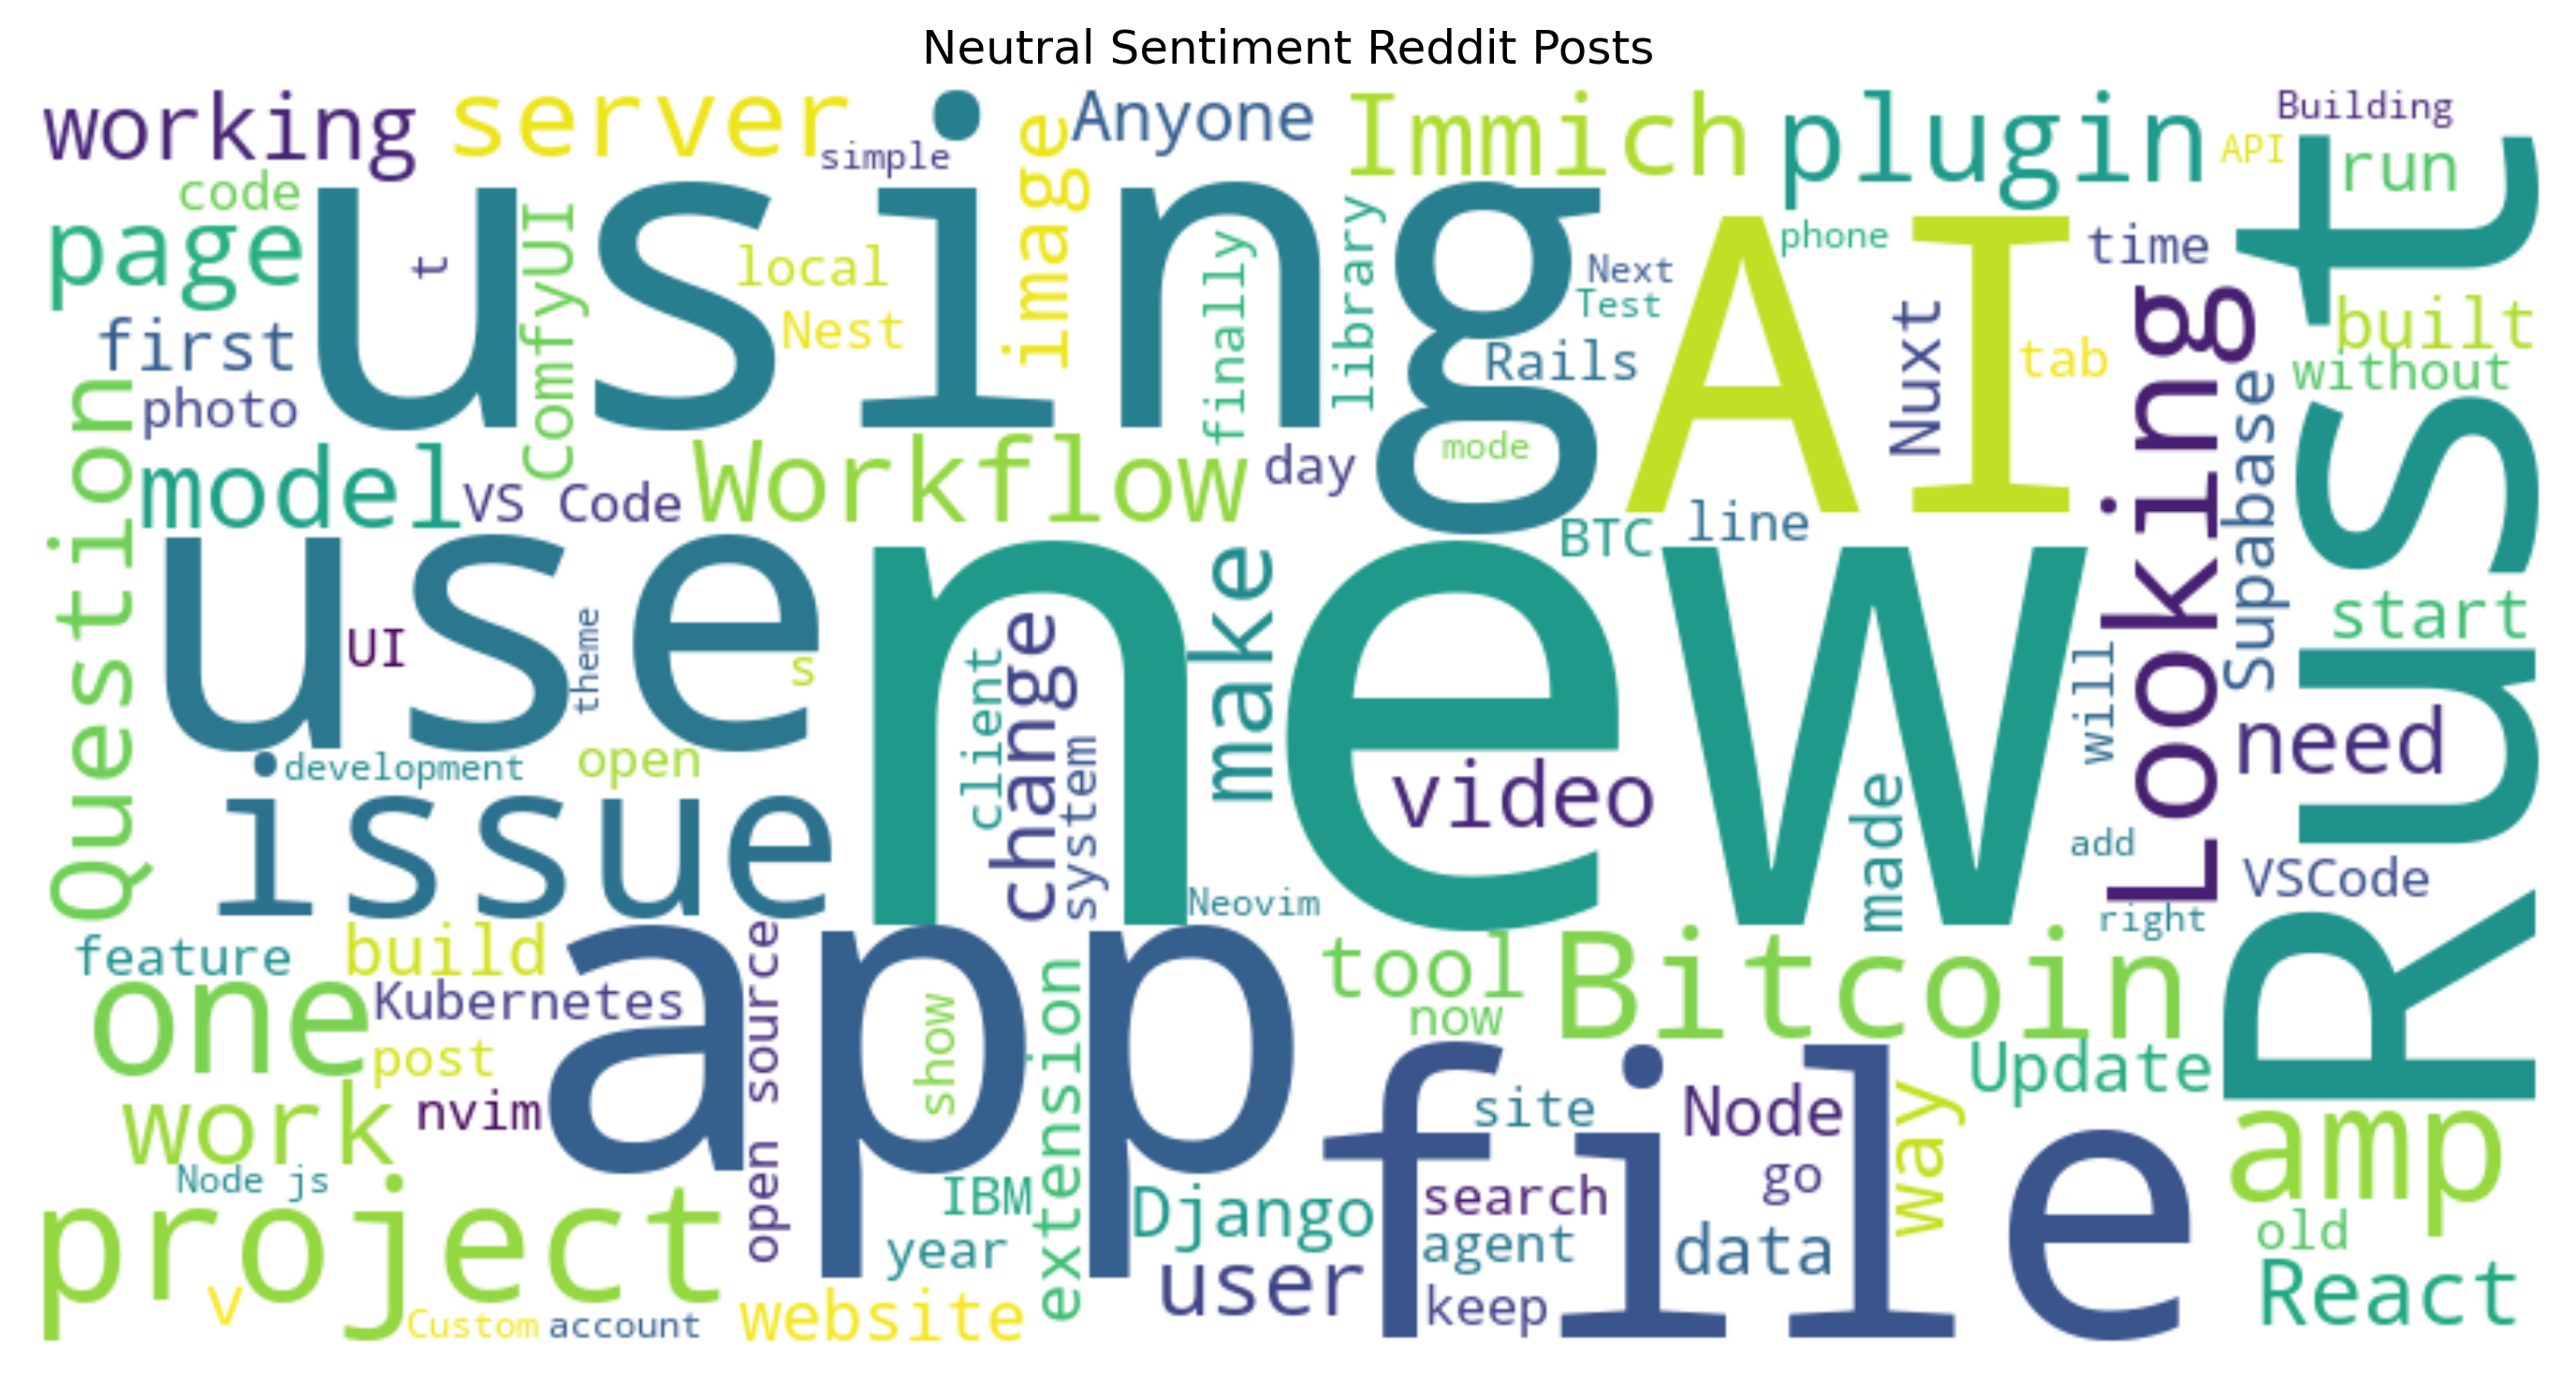 Neutral Sentiment Reddit Posts
working
server
simple
image
Anyone
Immich
plugin
Building
API
run
code
page
using
t
ComfyUI
local
Nest
finally
library
Next
Test
Rails
AI
phone
time
Nuxt
tab
Looking
Rust
built
without
first
photo
Question
model
VS Code
Workflow
day
mode
BTC
line
Supabase
use
UI
theme
s
new
client
change
system
make
video
made
will
add
start
need
VSCode
right
development
open
issue
Neovim
feature
build
one
Kubernetes
post
work
nvim
app
open source
show
extension
tool
now
Bitcoin
Update
file
site
Node
go
way
amp
Node js
project
V
Custom
account
IBM
year
website
Django
user
search
agent
keep
data
old
React